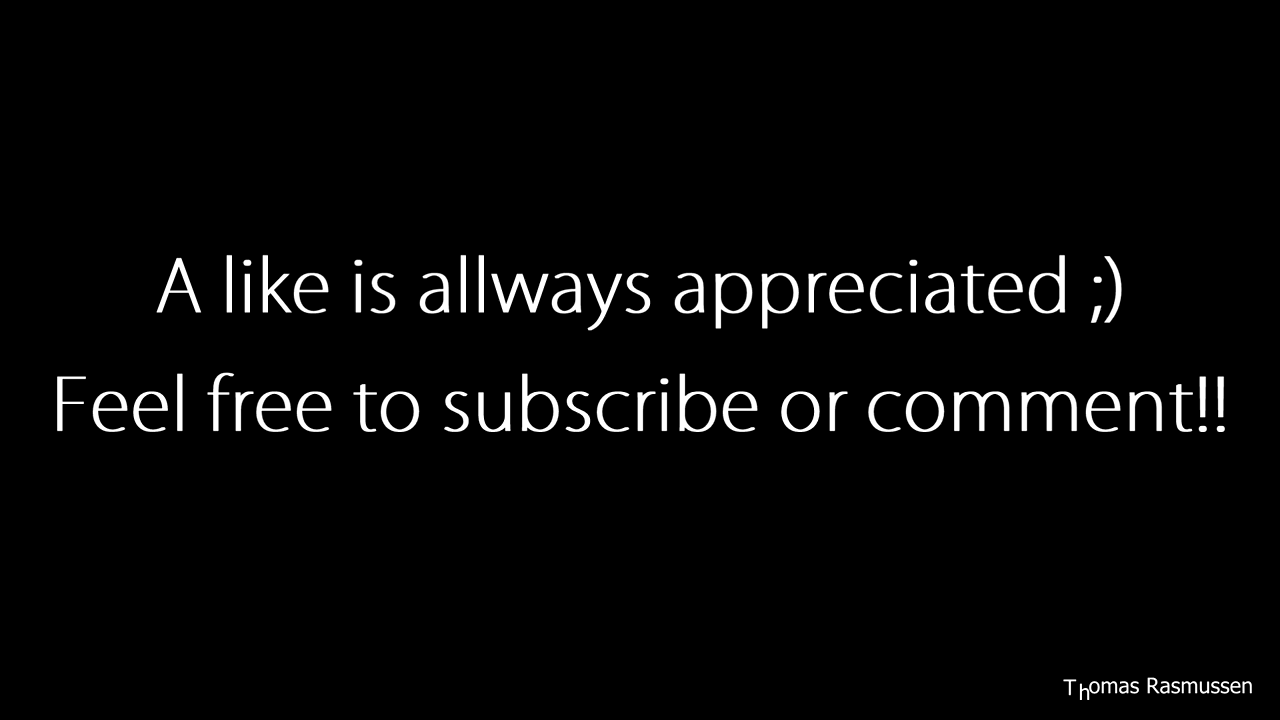 A like is allways appreciated ;)
Feel free to subscribe or comment!!
Thomas Rasmussen